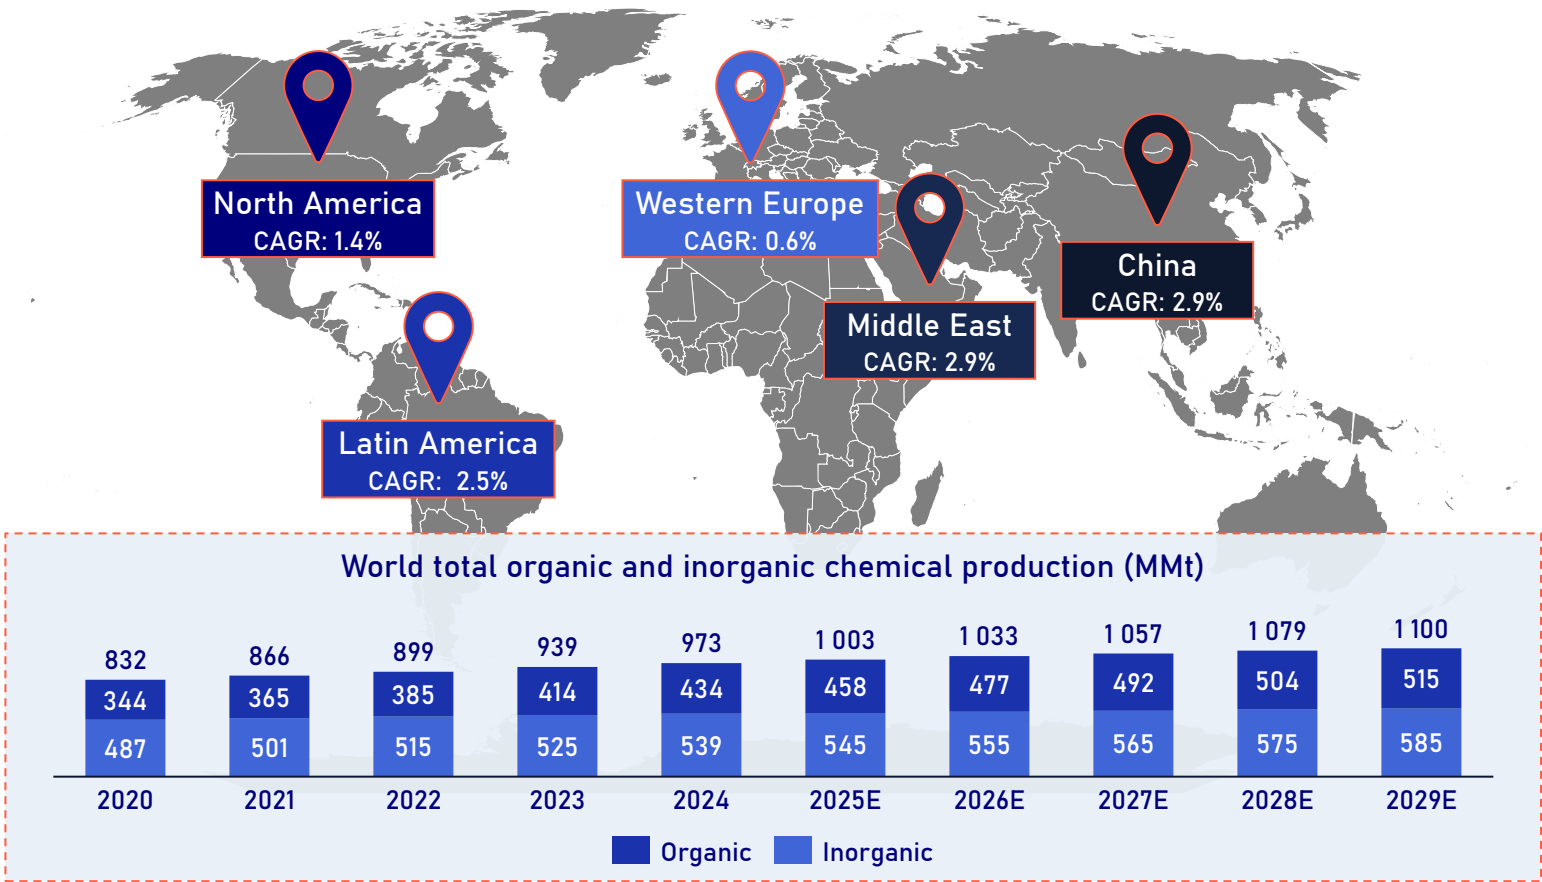 North America
CAGR: 1.4%
Western Europe
CAGR: 0.6%
China
CAGR: 2.9%
Middle East
CAGR: 2.9%
Latin America
CAGR: 2.5%
World total organic and inorganic chemical production (MMt)
832 866 899 939 973 1 003 1 033 1 057 1 079 1 100
344 365 385 414 434 458 477 492 504 515
487 501 515 525 539 545 555 565 575 585
2020 2021 2022 2023 2024 2025E 2026E 2027E 2028E 2029E
Organic Inorganic